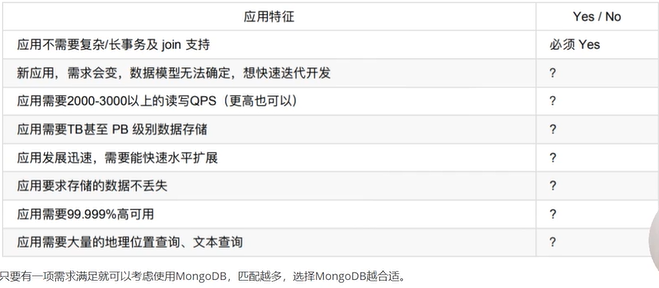 应用特征 Yes / No
应用不需要复杂/长事务及 join 支持 必须 Yes
新应用，需求会变，数据模型无法确定，想快速迭代开发 ?
应用需要2000-3000以上的读写QPS（更高也可以） ?
应用需要TB甚至 PB 级别数据存储 ?
应用发展迅速，需要能快速水平扩展 ?
应用要求存储的数据不丢失 ?
应用需要99.999%高可用 ?
应用需要大量的地理位置查询、文本查询 ?
只要有一项需求满足就可以考虑使用MongoDB，匹配越多，选择MongoDB越合适。